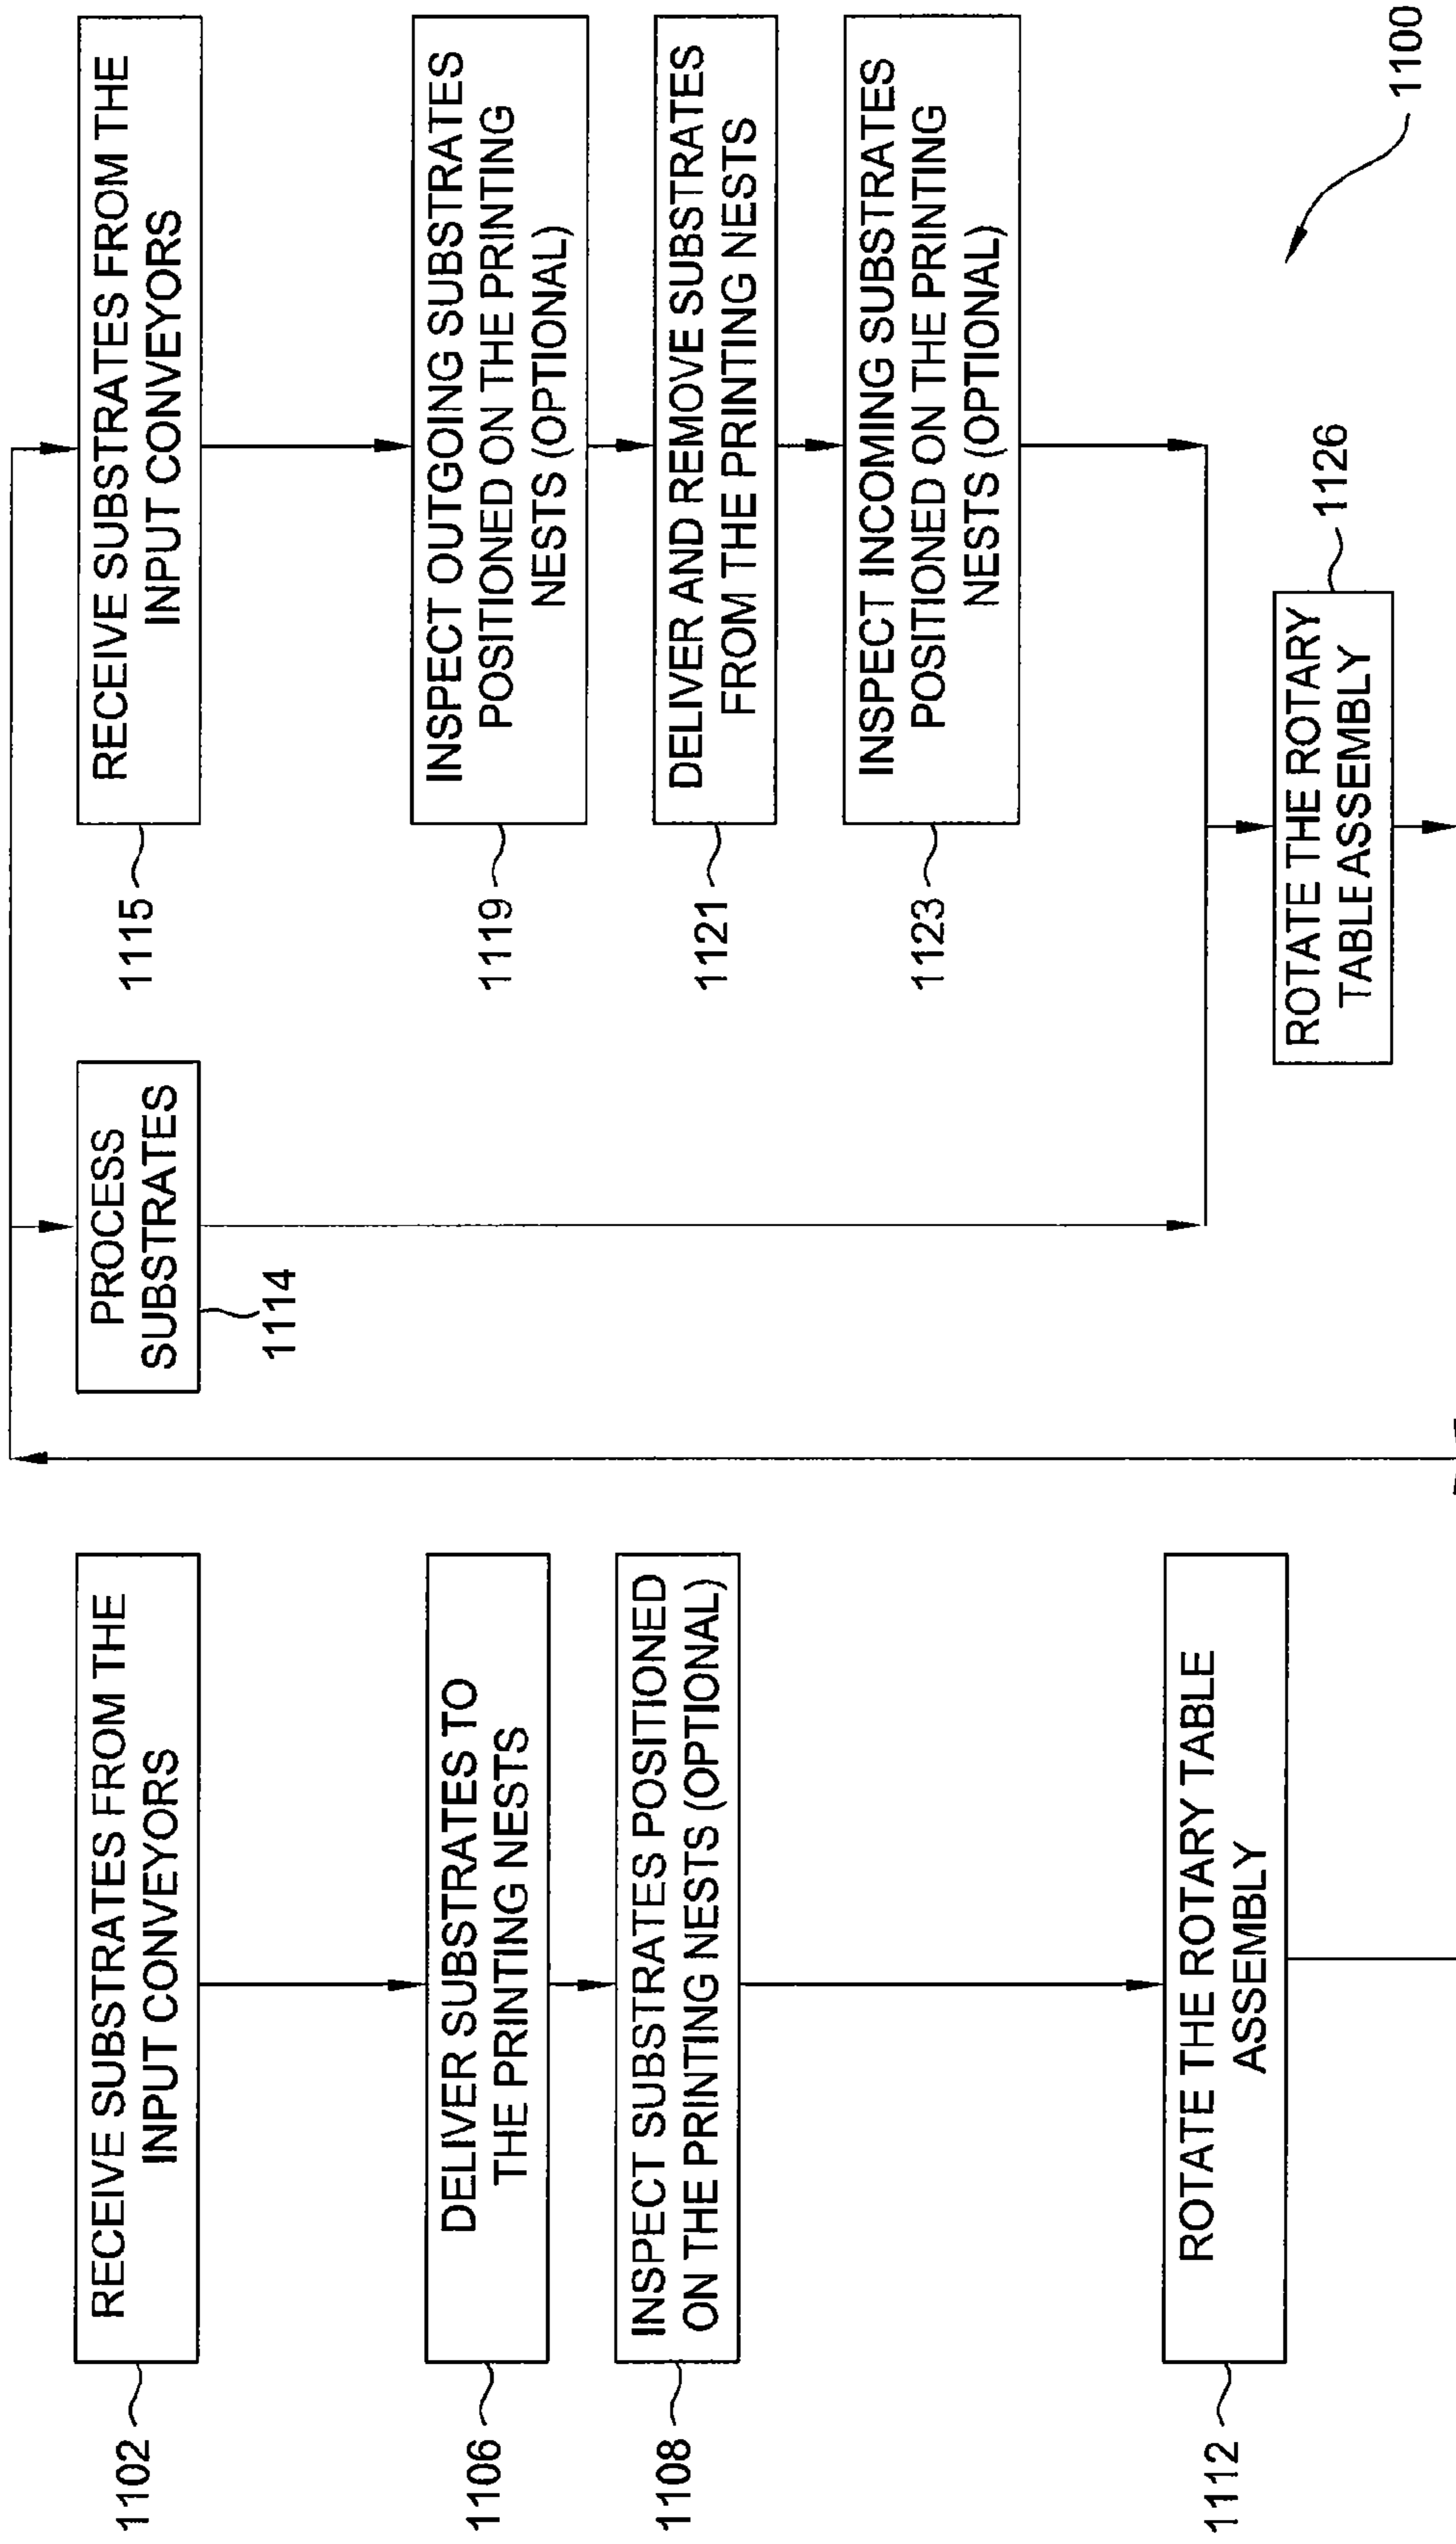 1102
RECEIVE SUBSTRATES FROM THE
INPUT CONVEYORS
1106
DELIVER SUBSTRATES TO
THE PRINTING NESTS
1108
INSPECT SUBSTRATES POSITIONED
ON THE PRINTING NESTS (OPTIONAL)
1112
ROTATE THE ROTARY TABLE
ASSEMBLY
PROCESS
SUBSTRATES
1114
1115
RECEIVE SUBSTRATES FROM THE
INPUT CONVEYORS
1119
INSPECT OUTGOING SUBSTRATES
POSITIONED ON THE PRINTING
NESTS (OPTIONAL)
1121
DELIVER AND REMOVE SUBSTRATES
FROM THE PRINTING NESTS
1123
INSPECT INCOMING SUBSTRATES
POSITIONED ON THE PRINTING
NESTS (OPTIONAL)
ROTATE THE ROTARY
TABLE ASSEMBLY
1126
1100